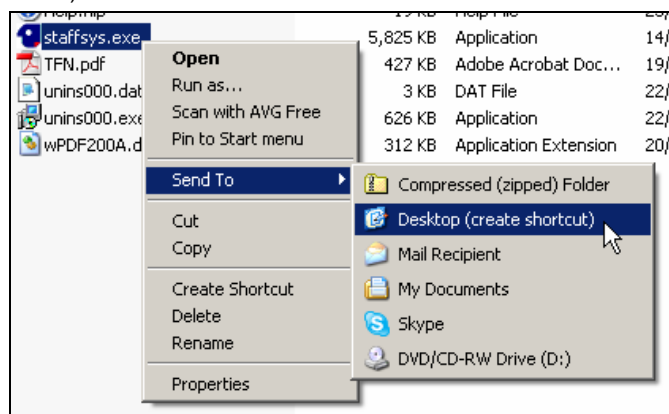 staffsys.exe 5,825 KB Application 14/
TFN.pdf 427 KB Adobe Acrobat Doc... 19/
unins000.dat 3 KB DAT File 22/
unins000.exe 626 KB Application 22/
wPDF200A.d 312 KB Application Extension 20/
Open
Run as...
Scan with AVG Free
Pin to Start menu
Send To
Cut
Copy
Create Shortcut
Delete
Rename
Properties
Compressed (zipped) Folder
Desktop (create shortcut)
Mail Recipient
My Documents
Skype
DVD/CD-RW Drive (D:)